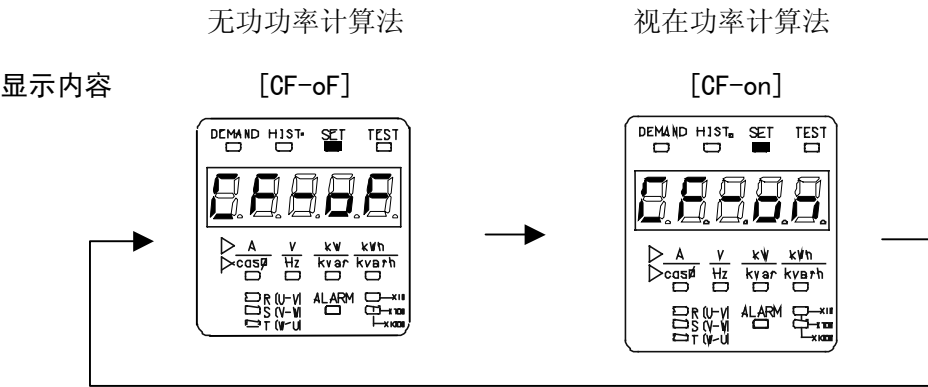 无功功率计算法
视在功率计算法
显示内容
[CF-oF]
[CF-on]
DEMAND HIST. SET TEST
CF-oF
A V kW kWh
cosø Hz kvar kvarh
R (U-V) ALARM
S (V-W)
T (W-U)
DEMAND HIST. SET TEST
CF-on
A V kW kWh
cosø Hz kvar kvarh
R (U-V) ALARM
S (V-W)
T (W-U)